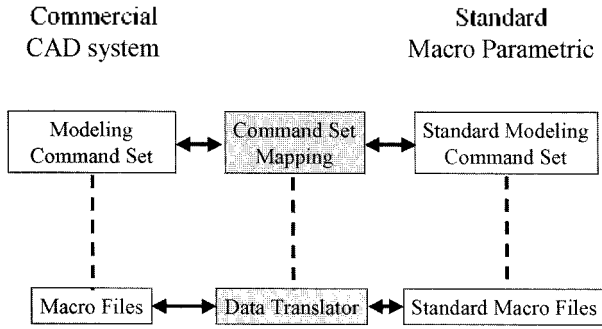 Commercial
CAD system
Standard
Macro Parametric
Modeling
Command Set
Command Set
Mapping
Standard Modeling
Command Set
Macro Files
Data Translator
Standard Macro Files